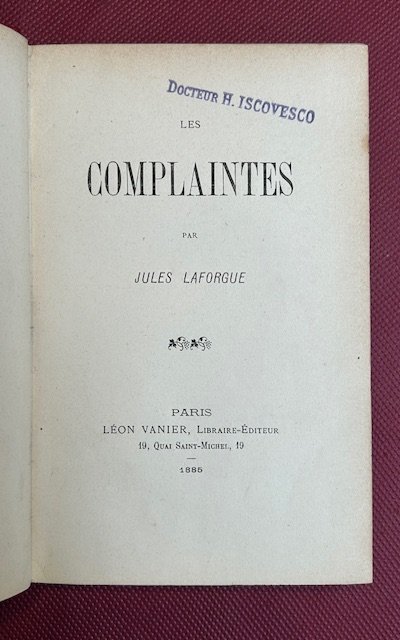 DOCTEUR H. ISCOVESCO
LES
COMPLAINTES
PAR
JULES LAFORGUE
PARIS
LÉON VANIER, LIBRAIRE-ÉDITEUR
19, QUAI SAINT-MICHEL, 19
1885